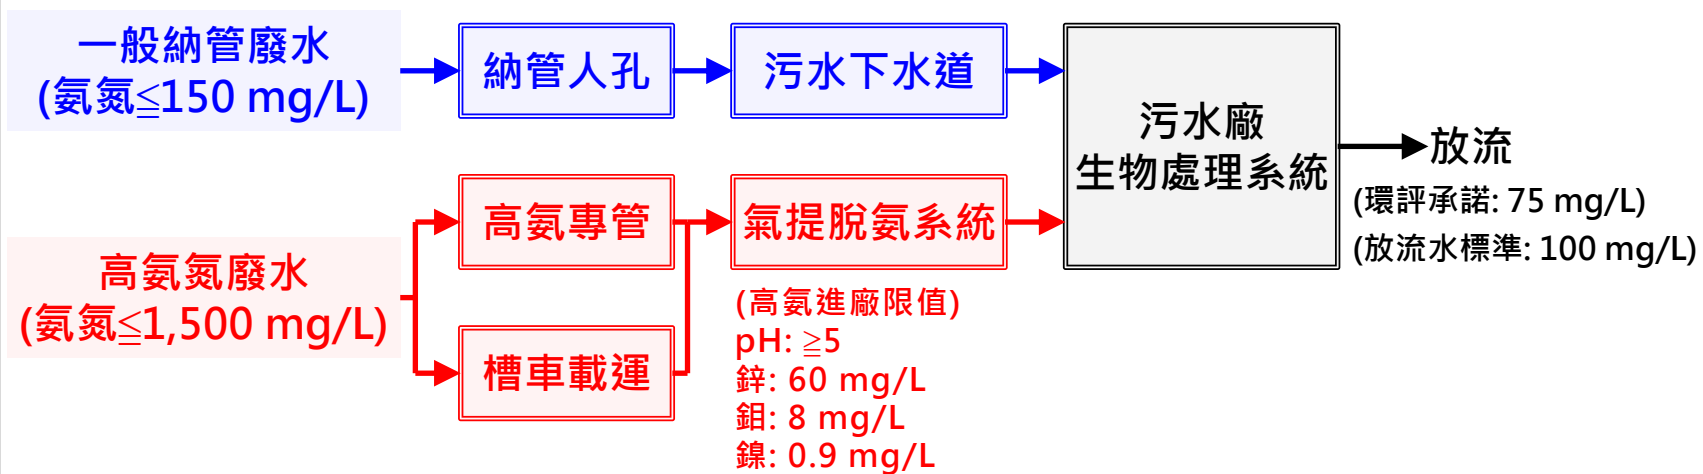 一般納管廢水
(氨氮≦150 mg/L)
納管人孔
污水下水道
污水廠
生物處理系統
放流
(環評承諾: 75 mg/L)
(放流水標準: 100 mg/L)
高氨氮廢水
(氨氮≦1,500 mg/L)
高氨專管
槽車載運
氣提脫氨系統
(高氨進廠限值)
pH: ≧5
鋅: 60 mg/L
鉬: 8 mg/L
鎳: 0.9 mg/L